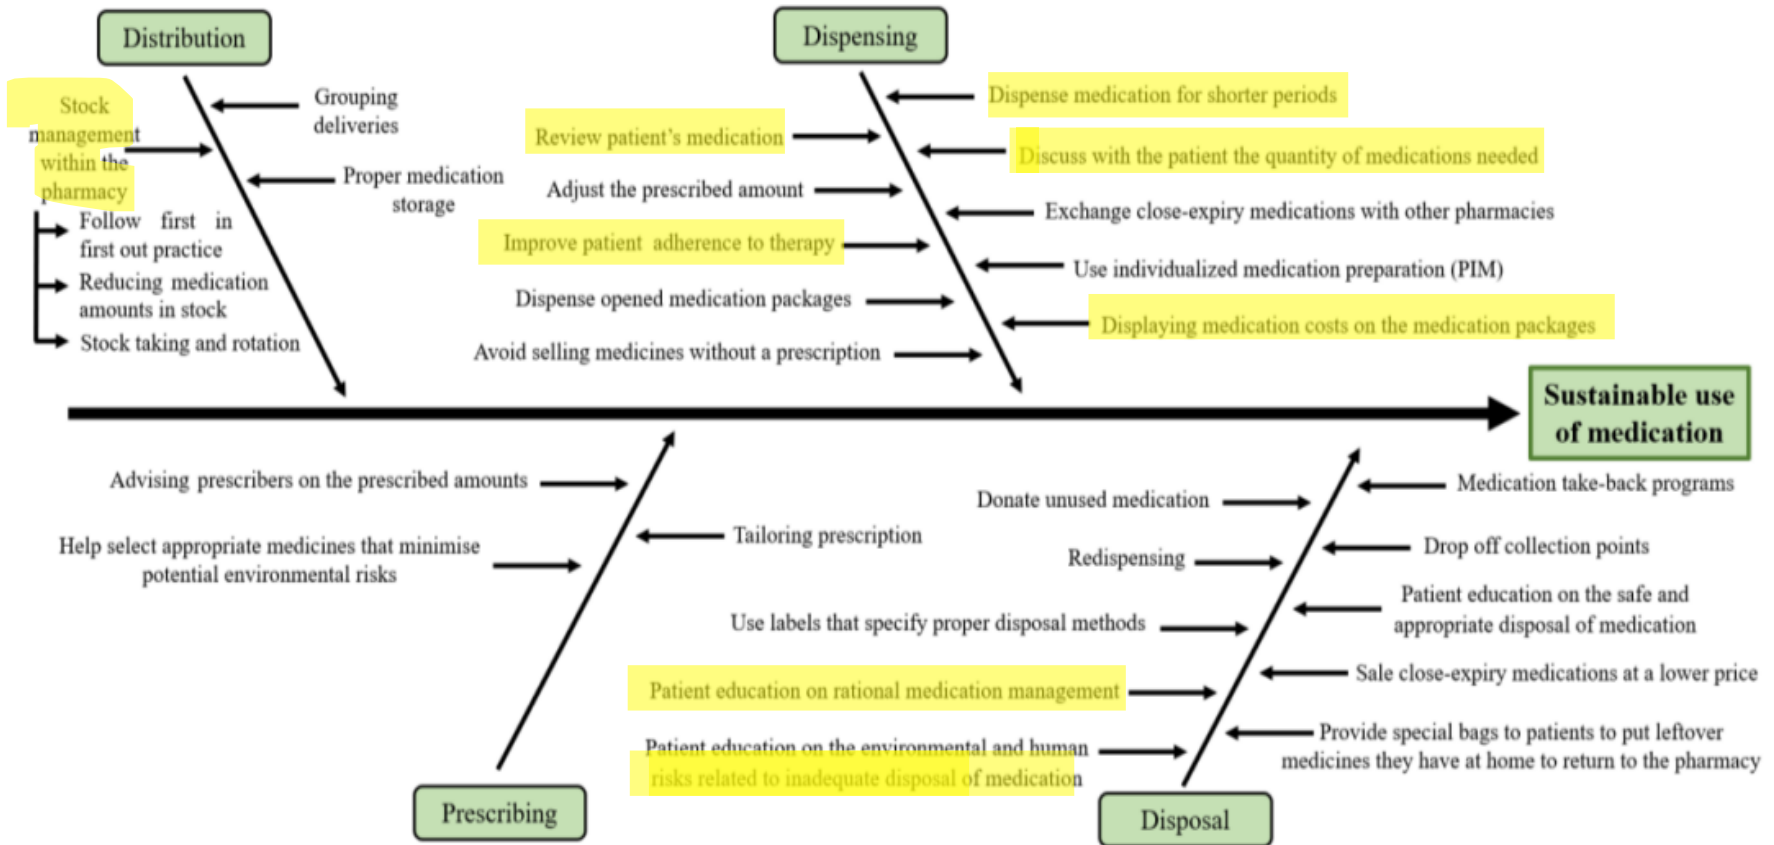 Distribution
Stock
management
within the
pharmacy
Follow first in
first out practice
Reducing medication
amounts in stock
Stock taking and rotation
Grouping
deliveries
Proper medication
storage
Dispensing
Review patient's medication
Adjust the prescribed amount
Improve patient adherence to therapy
Dispense opened medication packages
Avoid selling medicines without a prescription
Dispense medication for shorter periods
Discuss with the patient the quantity of medications needed
Exchange close-expiry medications with other pharmacies
Use individualized medication preparation (PIM)
Displaying medication costs on the medication packages
Sustainable use
of medication
Advising prescribers on the prescribed amounts
Help select appropriate medicines that minimise
potential environmental risks
Tailoring prescription
Prescribing
Donate unused medication
Redispensing
Use labels that specify proper disposal methods
Patient education on rational medication management
Patient education on the environmental and human
risks related to inadequate disposal of medication
Medication take-back programs
Drop off collection points
Patient education on the safe and
appropriate disposal of medication
Sale close-expiry medications at a lower price
Provide special bags to patients to put leftover
medicines they have at home to return to the pharmacy
Disposal